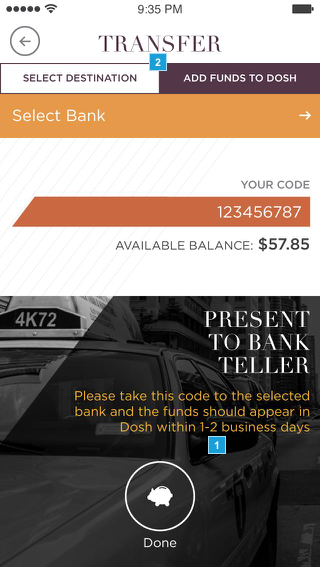 9:35 PM
TRANSFER
2
SELECT DESTINATION
ADD FUNDS TO DOSH
Select Bank
YOUR CODE
123456787
AVAILABLE BALANCE: $57.85
4K72
PRESENT
TO BANK
TELLER
Please take this code to the selected
bank and the funds should appear in
Dosh within 1-2 business days
1
Done